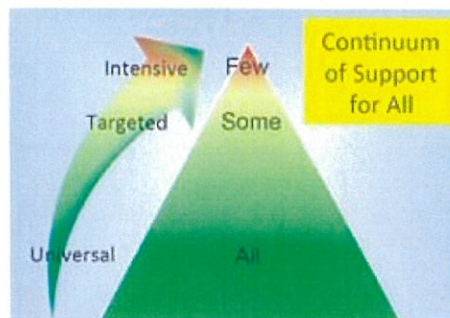 Continuum
of Support
for All
Intensive
Few
Targeted
Some
Universal
All